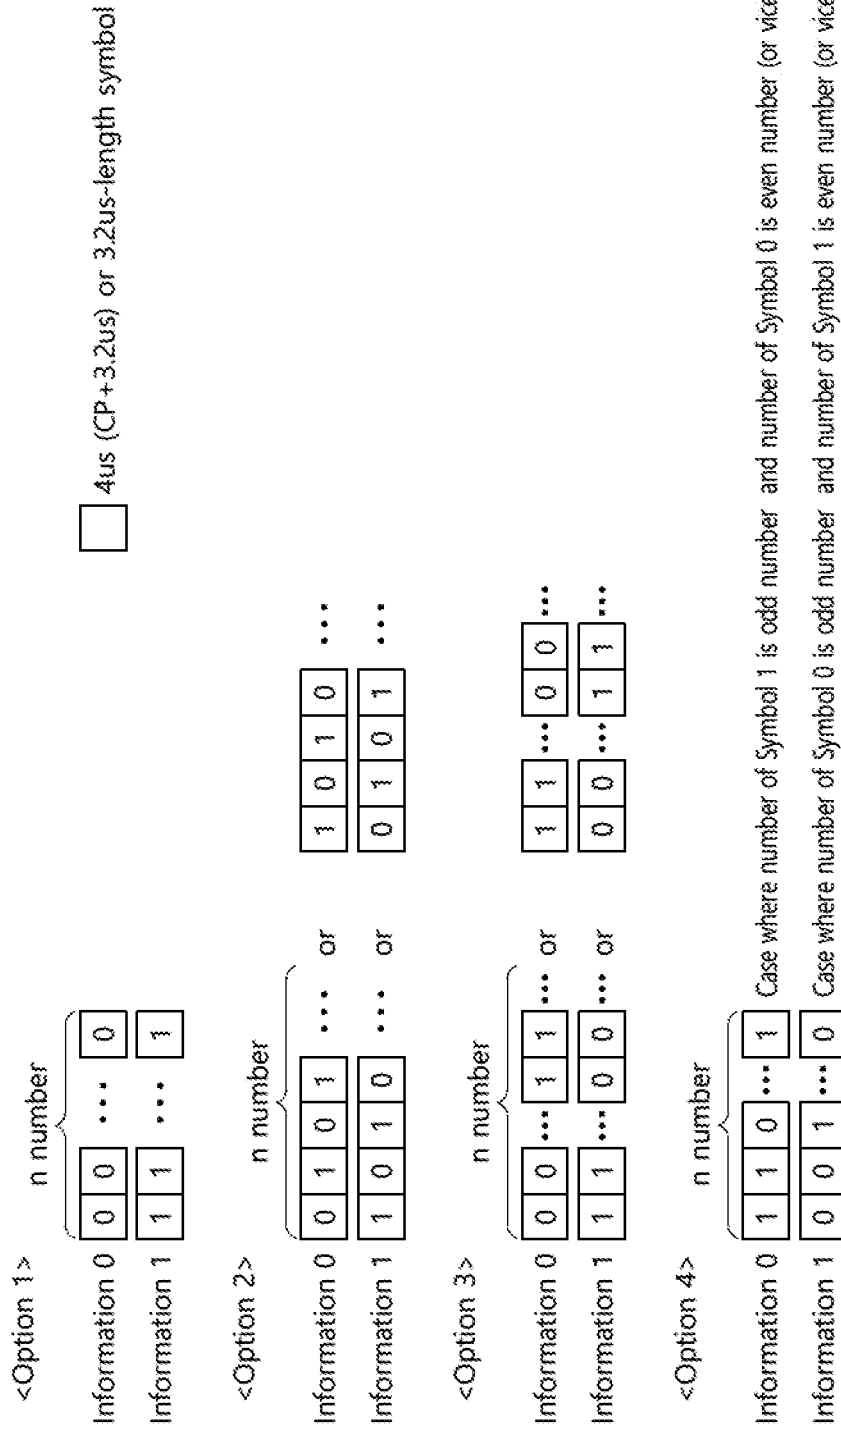 <Option 1>
n number
Information 0 0 0 ••• 0
Information 1 1 1 ••• 1
4us (CP+3.2us) or 3.2us-length symbol
<Option 2>
n number
Information 0 0 1 0 1 ••• or 1 0 1 0 •••
Information 1 1 0 1 0 ••• or 0 1 0 1 •••
<Option 3>
n number
Information 0 0 0 ••• 1 1 ••• or 1 1 ••• 0 0 •••
Information 1 1 1 ••• 0 0 ••• or 0 0 ••• 1 1 •••
<Option 4>
n number
Information 0 1 1 0 ••• 1 Case where number of Symbol 1 is odd number and number of Symbol 0 is even number (or vice
Information 1 0 0 1 ••• 0 Case where number of Symbol 0 is odd number and number of Symbol 1 is even number (or vice